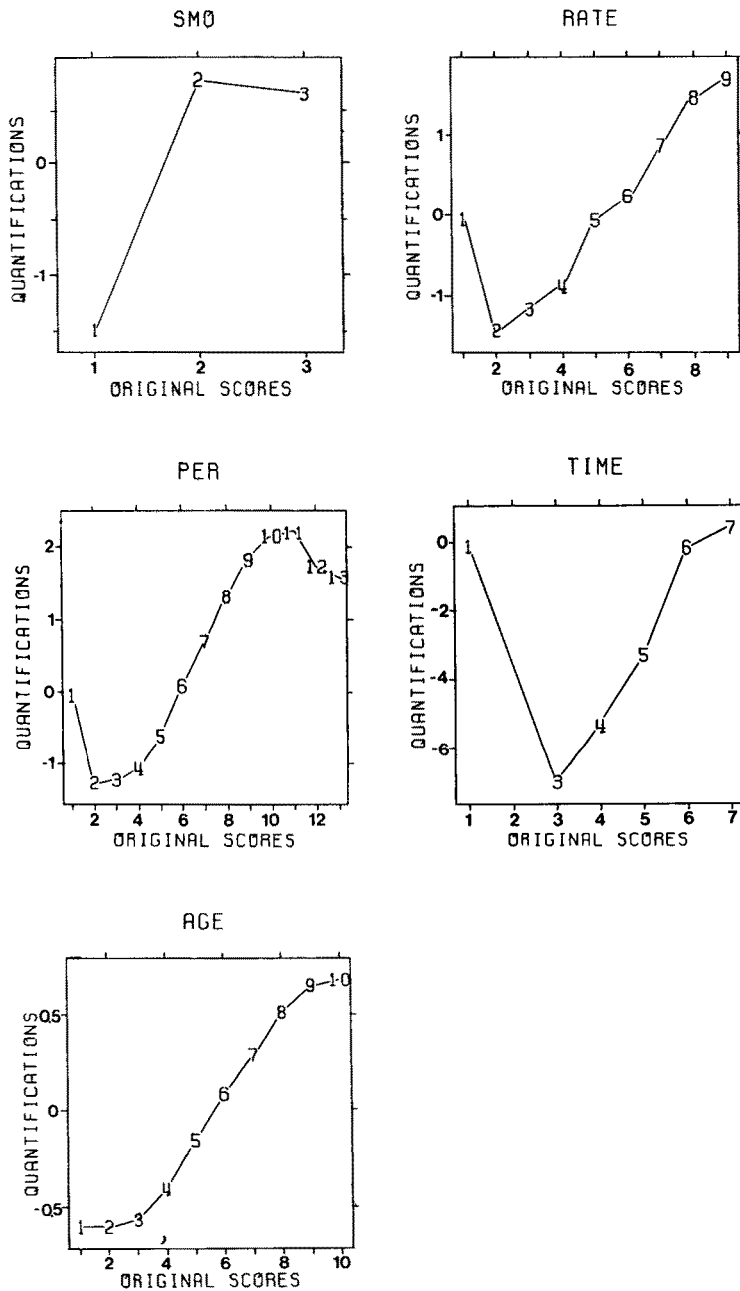 SMO
QUANTIFICATIONS
0
-1
1
2
3
1 2 3
ORIGINAL SCORES
RATE
QUANTIFICATIONS
1
0
-1
1
2
3
4
5
6
7
8
9
2 4 6 8
ORIGINAL SCORES
PER
QUANTIFICATIONS
2
1
0
-1
1
2
3
4
5
6
7
8
9
10
11
12
13
2 4 6 8 10 12
ORIGINAL SCORES
TIME
QUANTIFICATIONS
0
-2
-4
-6
1
3
4
5
6
7
1 2 3 4 5 6 7
ORIGINAL SCORES
AGE
QUANTIFICATIONS
0.5
0
-0.5
1
2
3
4
5
6
7
8
9
10
2 4 6 8 10
ORIGINAL SCORES